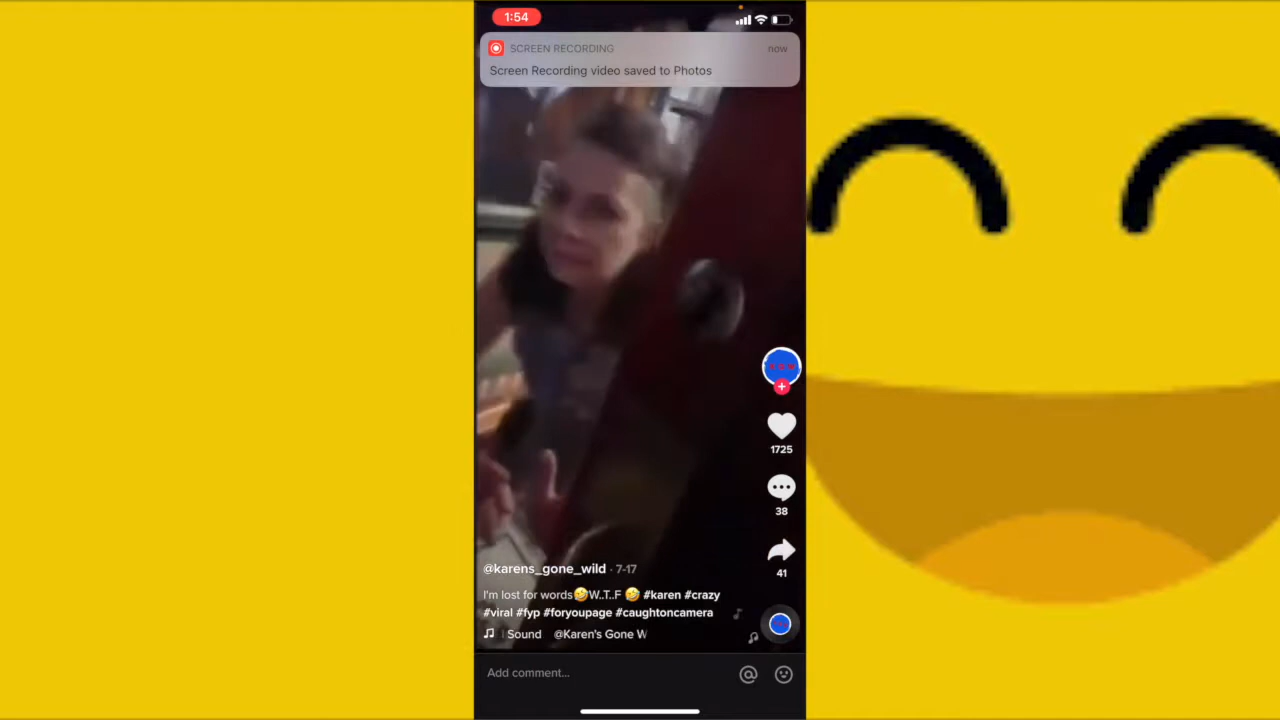 1:54
SCREEN RECORDING now
Screen Recording video saved to Photos
1725
38
41
@karens_gone_wild · 7-17
I'm lost for words🤣W..T..F 🤣 #karen #crazy
#viral #fyp #foryoupage #caughtoncamera
Sound @Karen's Gone W
Add comment...